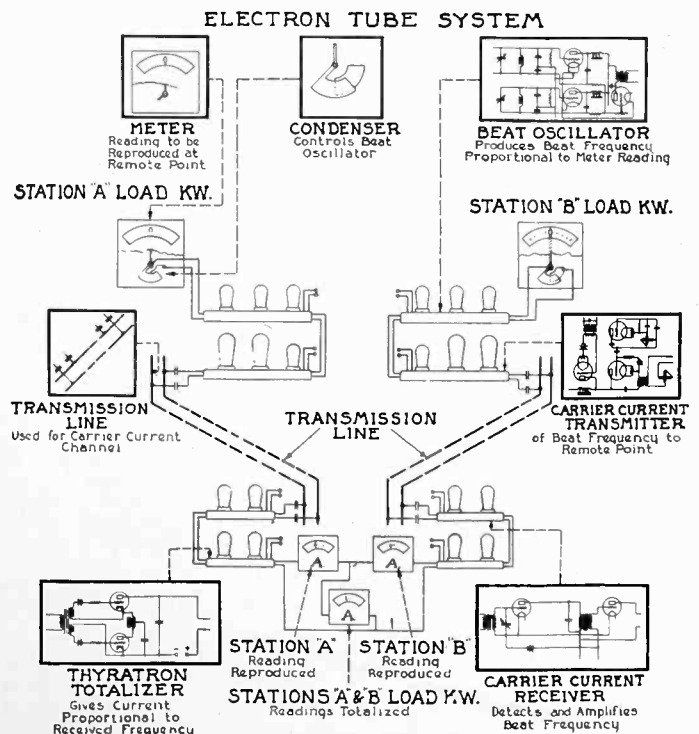 ELECTRON TUBE SYSTEM
METER
Reading to be
Reproduced at
Remote Point
CONDENSER
Controls Beat
Oscillator
BEAT OSCILLATOR
Produces Beat Frequency
Proportional to Meter Reading
STATION "A" LOAD KW.
STATION "B" LOAD KW.
TRANSMISSION
LINE
Used for Carrier Current
Channel
TRANSMISSION
LINE
CARRIER CURRENT
TRANSMITTER
of Beat Frequency to
Remote Point
A
A
A
THYRATRON
TOTALIZER
Gives Current
Proportional to
Received Frequency
STATION "A"
Reading
Reproduced
STATION "B"
Reading
Reproduced
STATIONS "A" & "B" LOAD K.W.
Readings Totalized
CARRIER CURRENT
RECEIVER
Detects and Amplifies
Beat Frequency